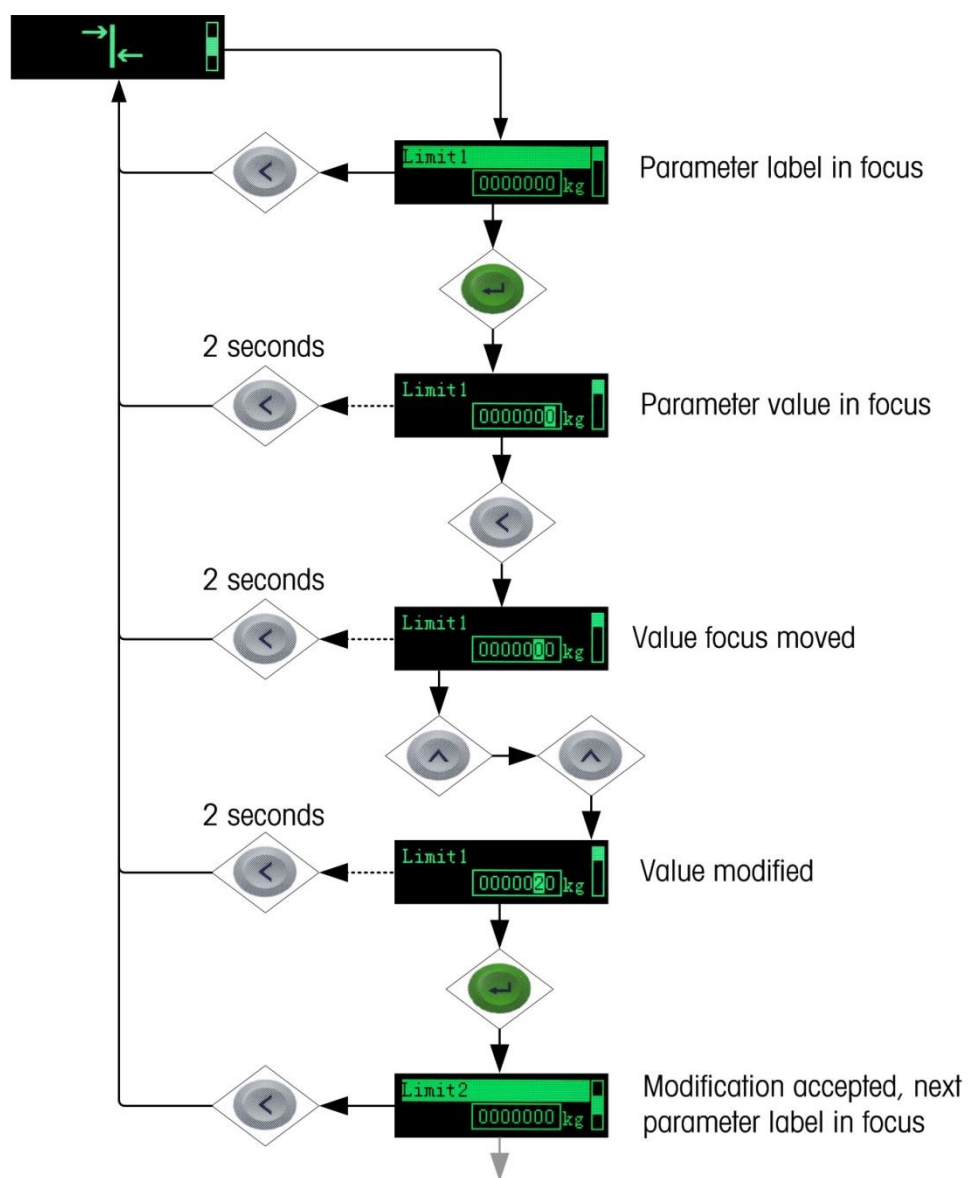 Limit1
0000000 kg
Parameter label in focus
2 seconds
Limit1
0000000 kg
Parameter value in focus
2 seconds
Limit1
0000000 kg
Value focus moved
2 seconds
Limit1
0000020 kg
Value modified
Limit2
0000000 kg
Modification accepted, next
parameter label in focus